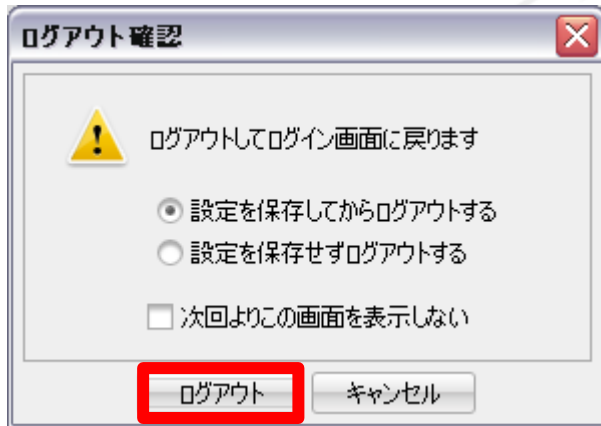 ログアウト確認
ログアウトしてログイン画面に戻ります
設定を保存してからログアウトする
設定を保存せずログアウトする
次回よりこの画面を表示しない
ログアウト キャンセル